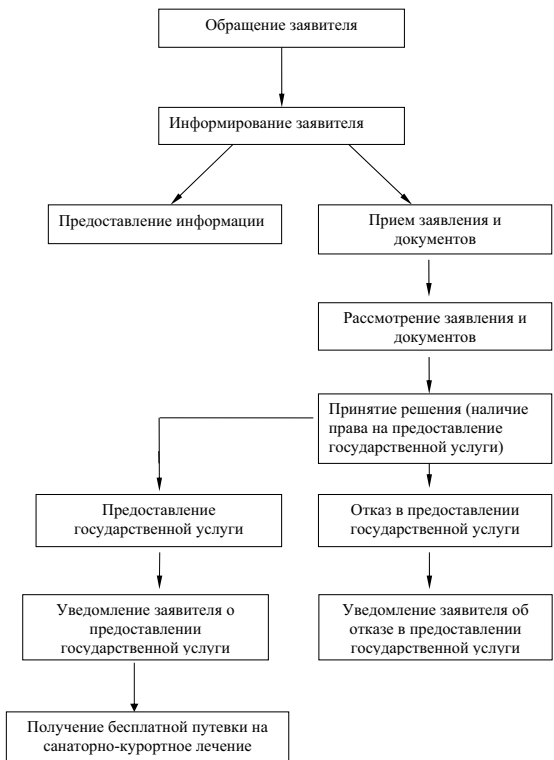 Обращение заявителя
Информирование заявителя
Предоставление информации
Прием заявления и
документов
Рассмотрение заявления и
документов
Принятие решения (наличие
права на предоставление
государственной услуги)
Предоставление
государственной услуги
Отказ в предоставлении
государственной услуги
Уведомление заявителя о
предоставлении
государственной услуги
Уведомление заявителя об
отказе в предоставлении
государственной услуги
Получение бесплатной путевки на
санаторно-курортное лечение